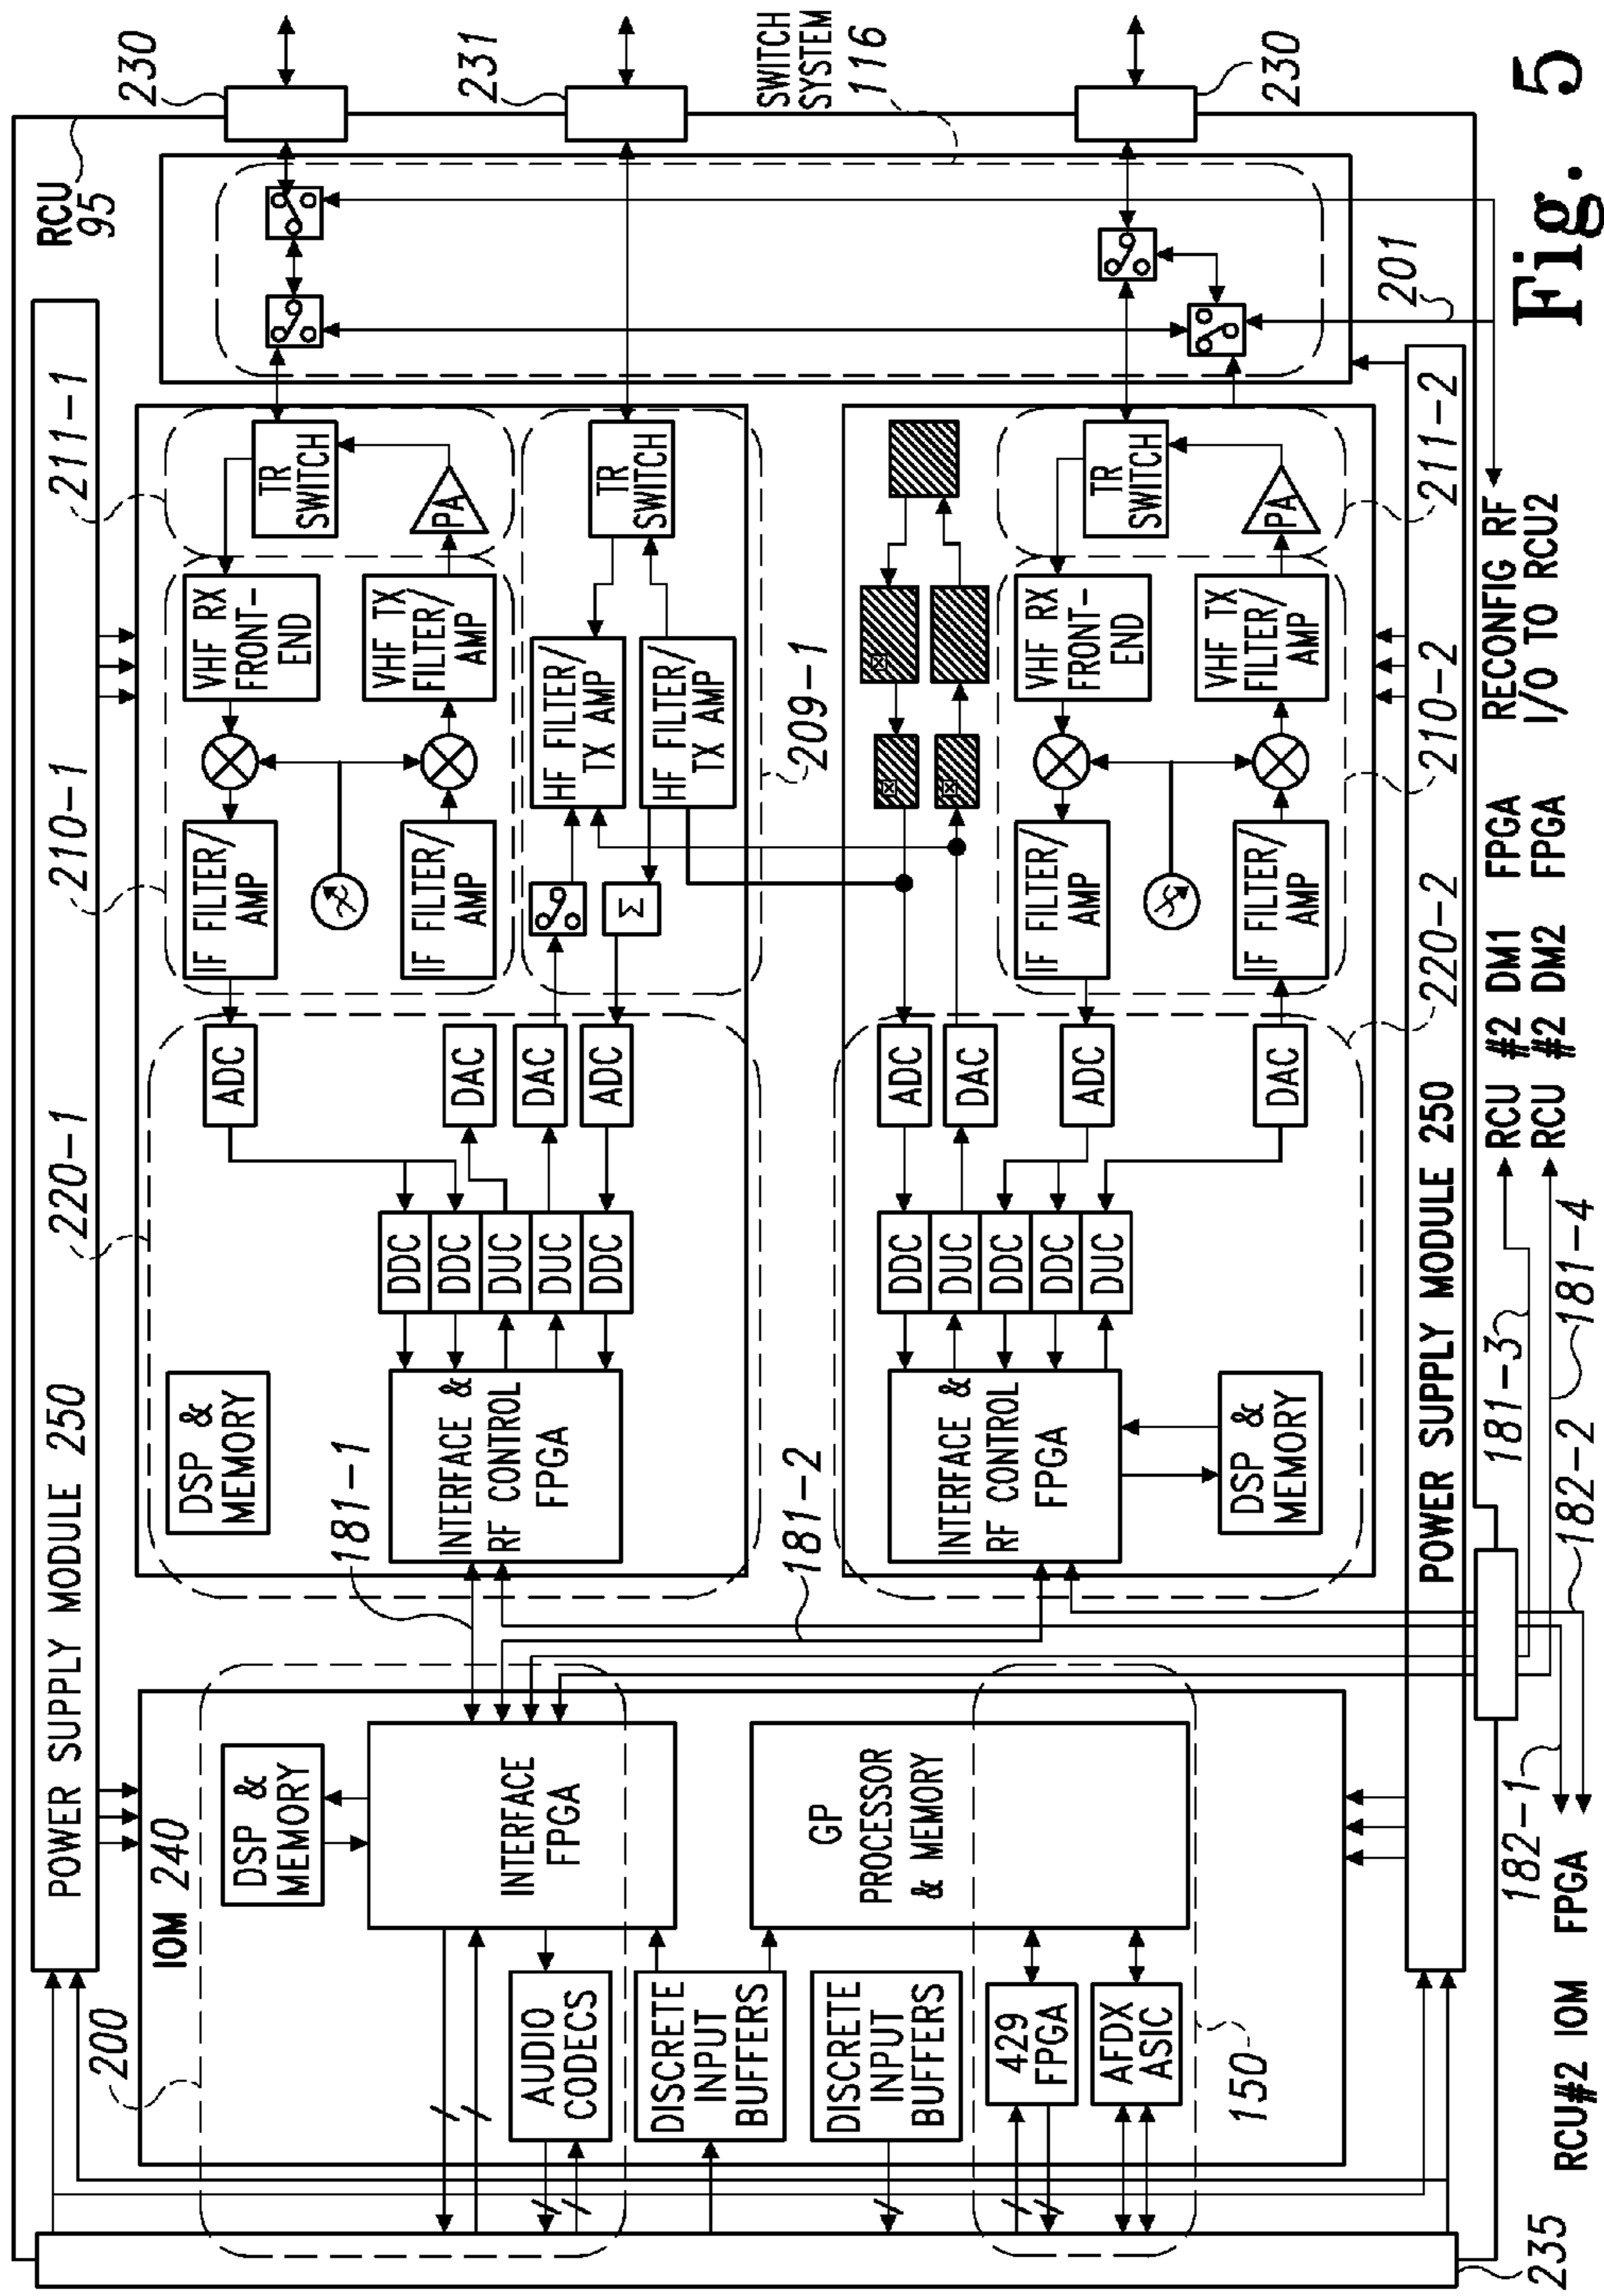 RCU
95
230
231
SWITCH
SYSTEM
116
230
POWER SUPPLY MODULE 250
220-1
210-1
211-1
DSP &
MEMORY
INTERFACE &
RF CONTROL
FPGA
DDC
DDC
DUC
DUC
DDC
ADC
DAC
DAC
ADC
IF FILTER/
AMP
IF FILTER/
AMP
VHF RX
FRONT-
END
VHF TX
FILTER/
AMP
TR
SWITCH
PA
Σ
HF FILTER/
TX AMP
HF FILTER/
TX AMP
TR
SWITCH
209-1
181-1
181-2
200
IOM 240
DSP &
MEMORY
INTERFACE
FPGA
AUDIO
CODECS
DISCRETE
INPUT
BUFFERS
DISCRETE
INPUT
BUFFERS
GP
PROCESSOR
& MEMORY
429
FPGA
AFDX
ASIC
150
INTERFACE &
RF CONTROL
FPGA
DSP &
MEMORY
DDC
DUC
DDC
DDC
DUC
ADC
DAC
ADC
DAC
IF FILTER/
AMP
IF FILTER/
AMP
VHF RX
FRONT-
END
VHF TX
FILTER/
AMP
TR
SWITCH
PA
201
POWER SUPPLY MODULE 250
220-2
210-2
211-2
235
RCU#2 IOM FPGA
182-1
182-2
181-3
181-4
RCU #2 DM1 FPGA
RCU #2 DM2 FPGA
RECONFIG RF
I/O TO RCU2
Fig. 5